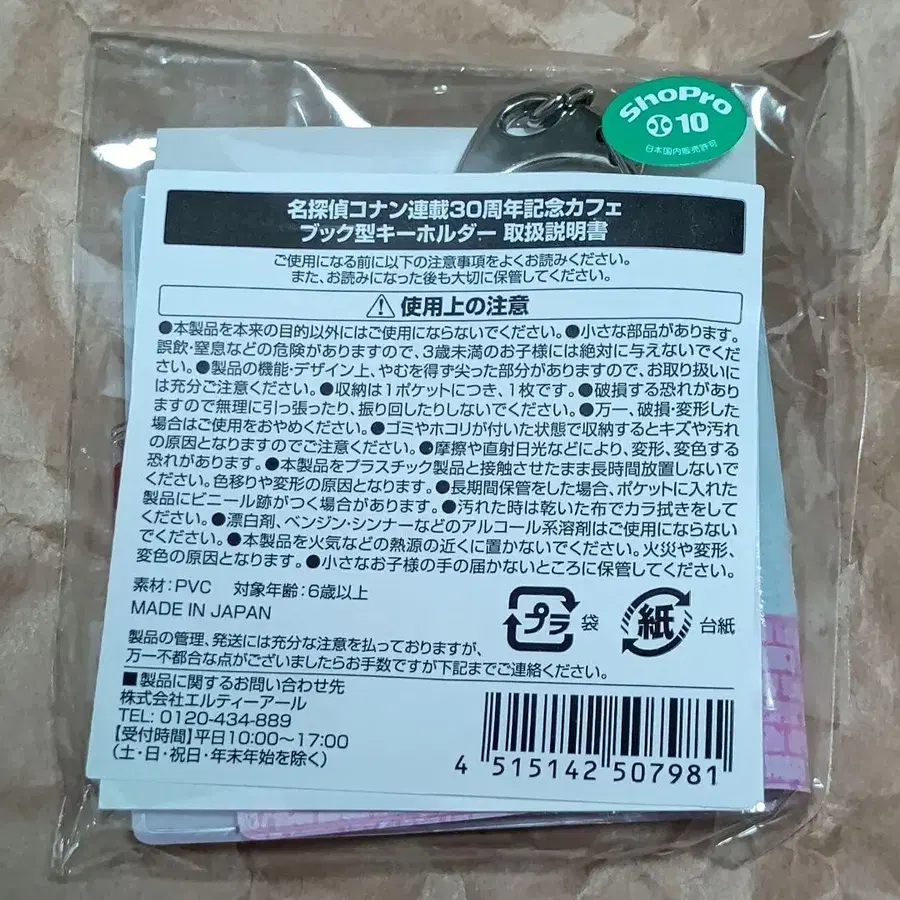 ShoPro
10
日本国内販売許可
名探偵コナン連載30周年記念カフェ
ブック型キーホルダー 取扱説明書
ご使用になる前に以下の注意事項をよくお読みください。
また、お読みになった後も大切に保管してください。
使用上の注意
●本製品を本来の目的以外にはご使用にならないでください。●小さな部品があります。
誤飲・窒息などの危険がありますので、3歳未満のお子様には絶対に与えないでくだ
さい。●製品の機能・デザイン上、やむを得ず尖った部分がありますので、お取り扱いに
は充分ご注意ください。●収納は1ポケットにつき、1枚です。●破損する恐れがあり
ますので無理に引っ張ったり、振り回したりしないでください。●万一、破損・変形した
場合はご使用をおやめください。●ゴミやホコリが付いた状態で収納するとキズや汚れ
の原因となりますのでご注意ください。●摩擦や直射日光などにより、変形、変色する
恐れがあります。●本製品をプラスチック製品と接触させたまま長時間放置しないで
ください。色移りや変形の原因となります。●長期間保管をした場合、ポケットに入れた
製品にビニール跡がつく場合があります。●汚れた時は乾いた布でカラ拭きをして
ください。●漂白剤、ベンジン・シンナーなどのアルコール系溶剤はご使用にならない
でください。●本製品を火気などの熱源の近くに置かないでください。火災や変形、
変色の原因となります。●小さなお子様の手の届かないところに保管してください。
素材:PVC 対象年齢:6歳以上
MADE IN JAPAN
プラ 袋 紙 台紙
製品の管理、発送には充分な注意を払っておりますが、
万一不都合な点がございましたらお手数ですが下記までご連絡ください。
■製品に関するお問い合わせ先
株式会社エルティーアール
TEL: 0120-434-889
【受付時間】平日10:00〜17:00
(土・日・祝日・年末年始を除く)
4 515142 507981